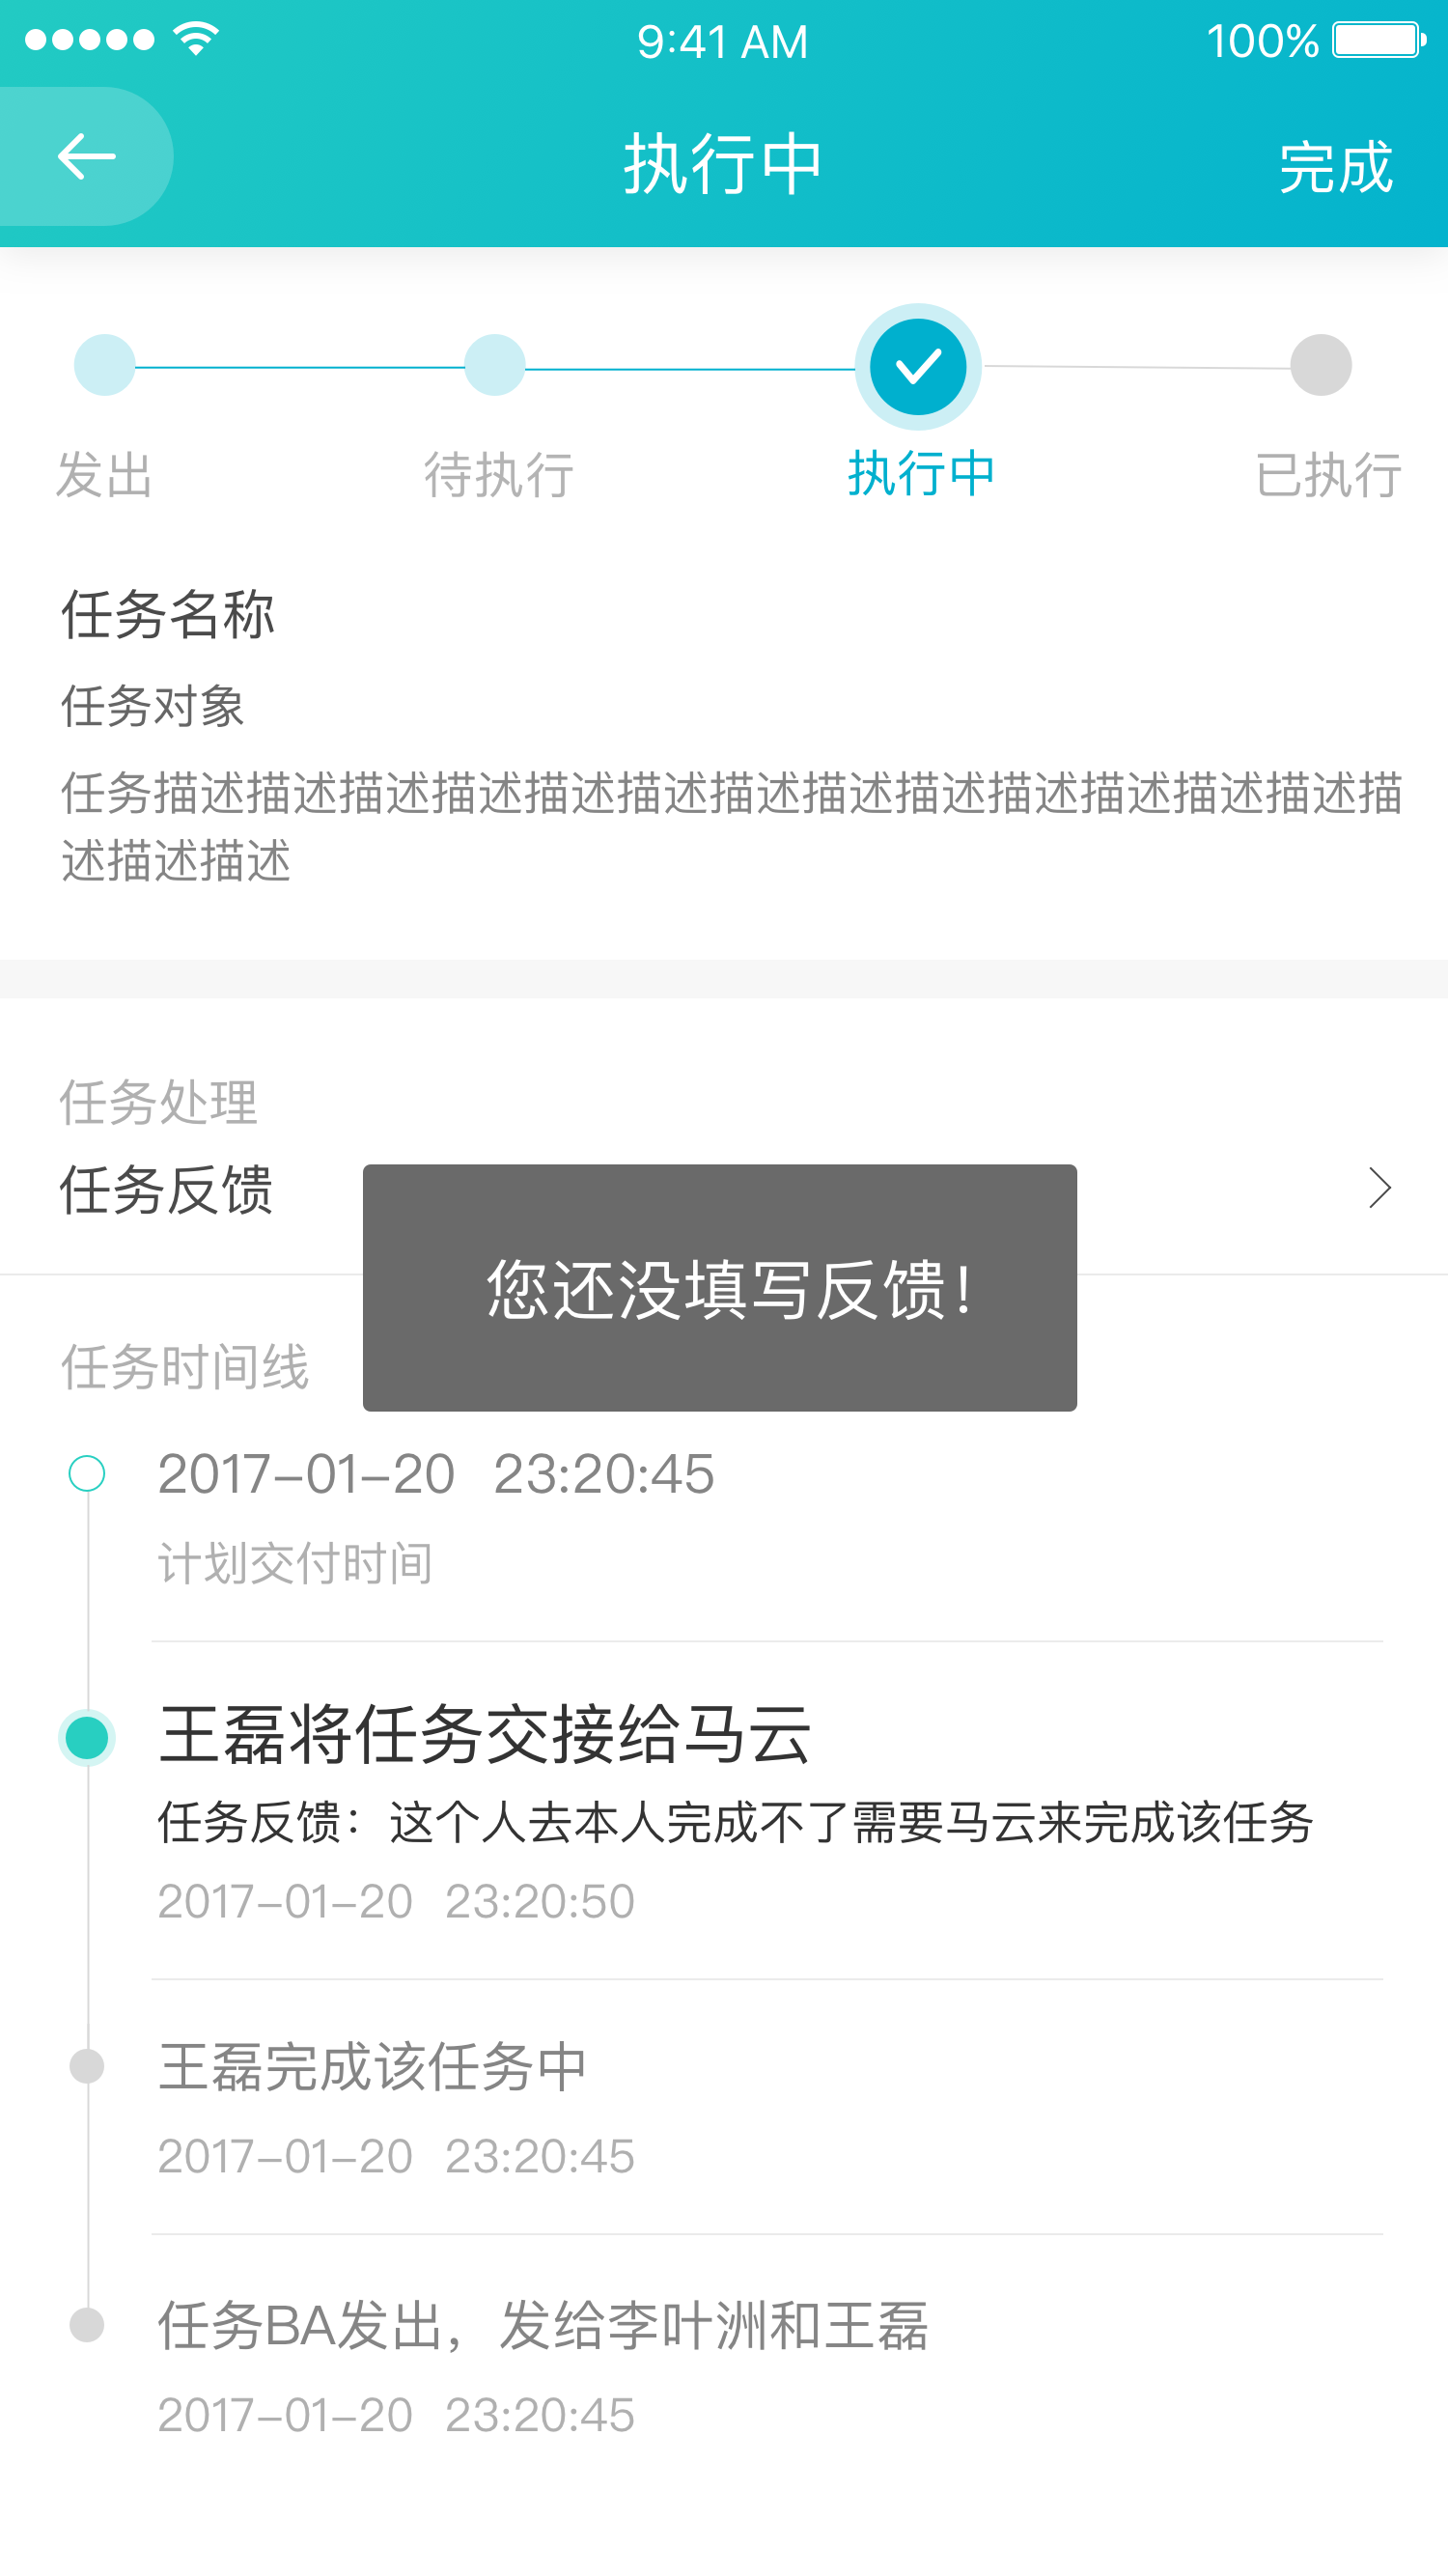 9:41 AM
100%
执行中
完成
发出
待执行
执行中
已执行
任务名称
任务对象
任务描述描述描述描述描述描述描述描述描述描述描述描述描述描
述描述描述
任务处理
任务反馈
您还没填写反馈！
任务时间线
2017-01-20 23:20:45
计划交付时间
王磊将任务交接给马云
任务反馈：这个人去本人完成不了需要马云来完成该任务
2017-01-20 23:20:50
王磊完成该任务中
2017-01-20 23:20:45
任务BA发出，发给李叶洲和王磊
2017-01-20 23:20:45